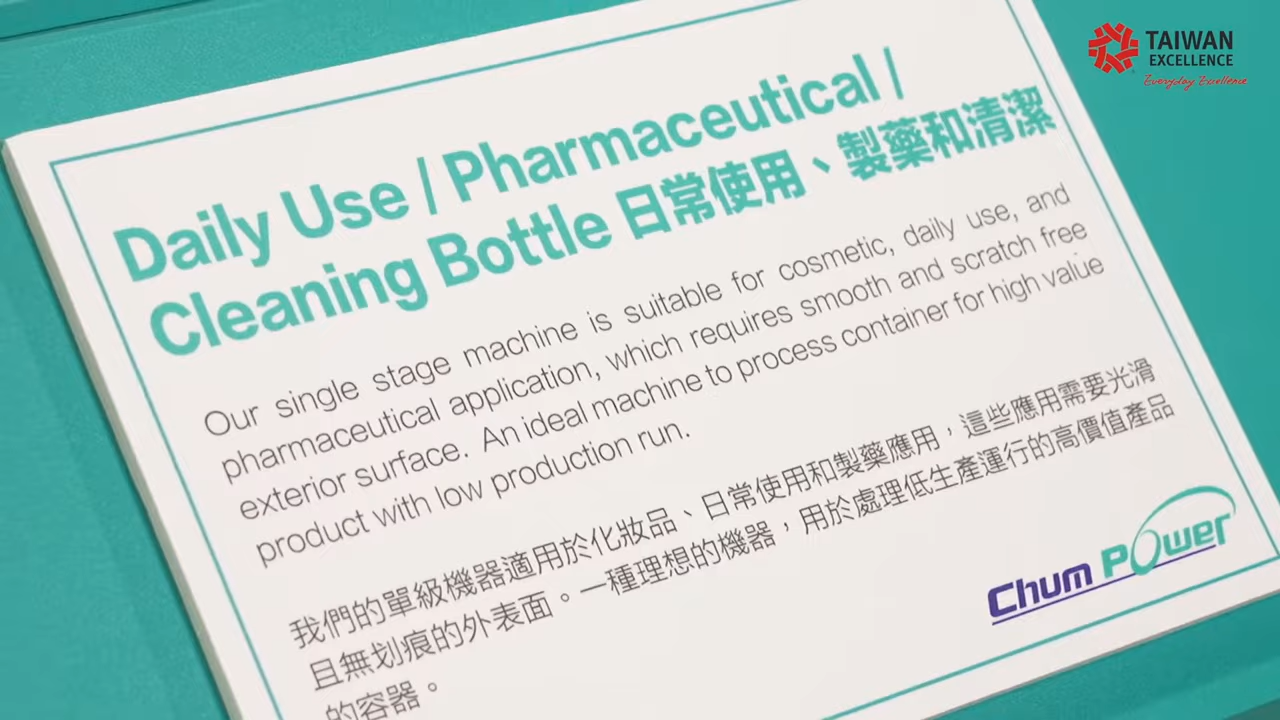 TAIWAN
EXCELLENCE
Everyday Excellence
Daily Use / Pharmaceutical /
Cleaning Bottle 日常使用、製藥和清潔
Our single stage machine is suitable for cosmetic, daily use, and
pharmaceutical application, which requires smooth and scratch free
exterior surface. An ideal machine to process container for high value
product with low production run.
我們的單級機器適用於化妝品、日常使用和製藥應用，這些應用需要光滑
且無划痕的外表面。一種理想的機器，用於處理低生產運行的高價值產品
的容器。
Chum Power